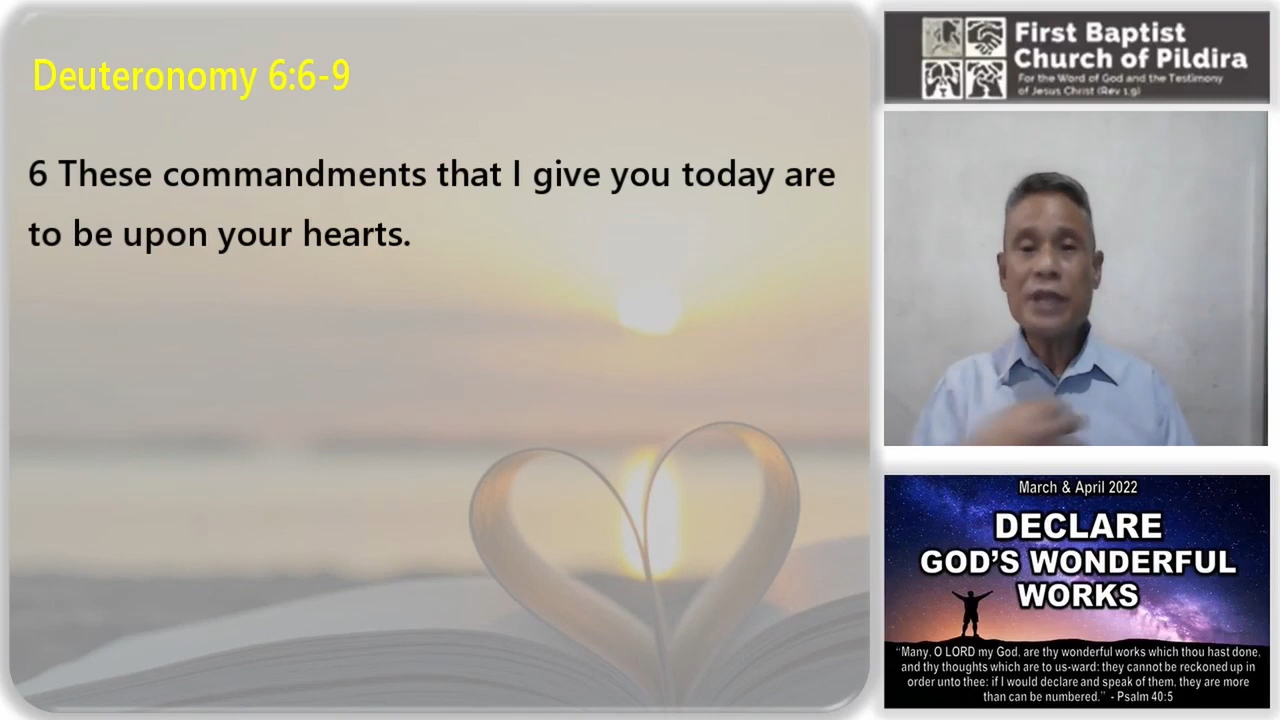 Deuteronomy 6:6-9
6 These commandments that I give you today are
to be upon your hearts.
First Baptist
Church of Pildira
For the Word of God and the Testimony
of Jesus Christ (Rev 1:9)
March & April 2022
DECLARE
GOD'S WONDERFUL
WORKS
“Many, O LORD my God, are thy wonderful works which thou hast done,
and thy thoughts which are to us-ward: they cannot be reckoned up in
order unto thee: if I would declare and speak of them, they are more
than can be numbered.” - Psalm 40:5